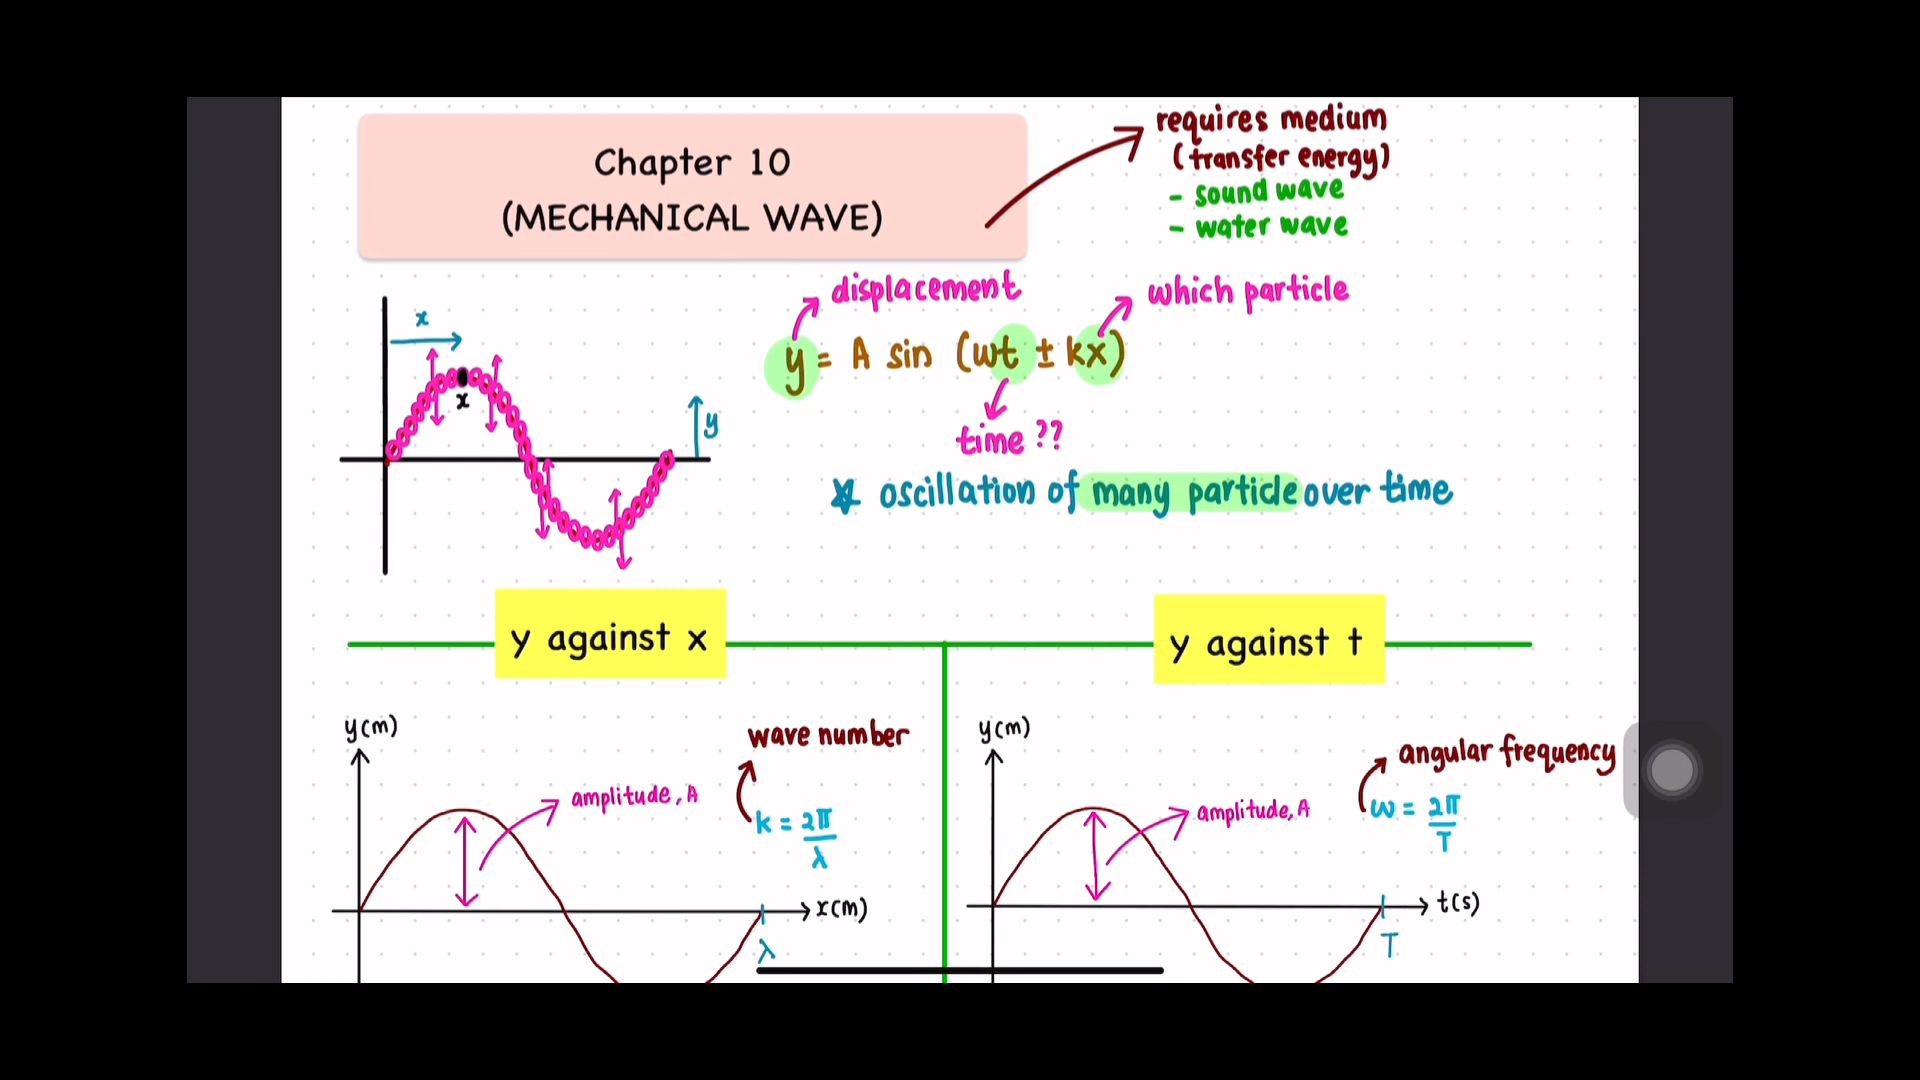 Chapter 10
(MECHANICAL WAVE)
requires medium
(transfer energy)
- sound wave
- water wave
displacement
which particle
x
y = A sin (ωt ± kx)
x
y
time ??
* oscillation of many particle over time
y against x
y against t
y(m)
wave number
amplitude, A
k = 2π/λ
x(m)
λ
y(m)
angular frequency
amplitude, A
ω = 2π/T
t(s)
T